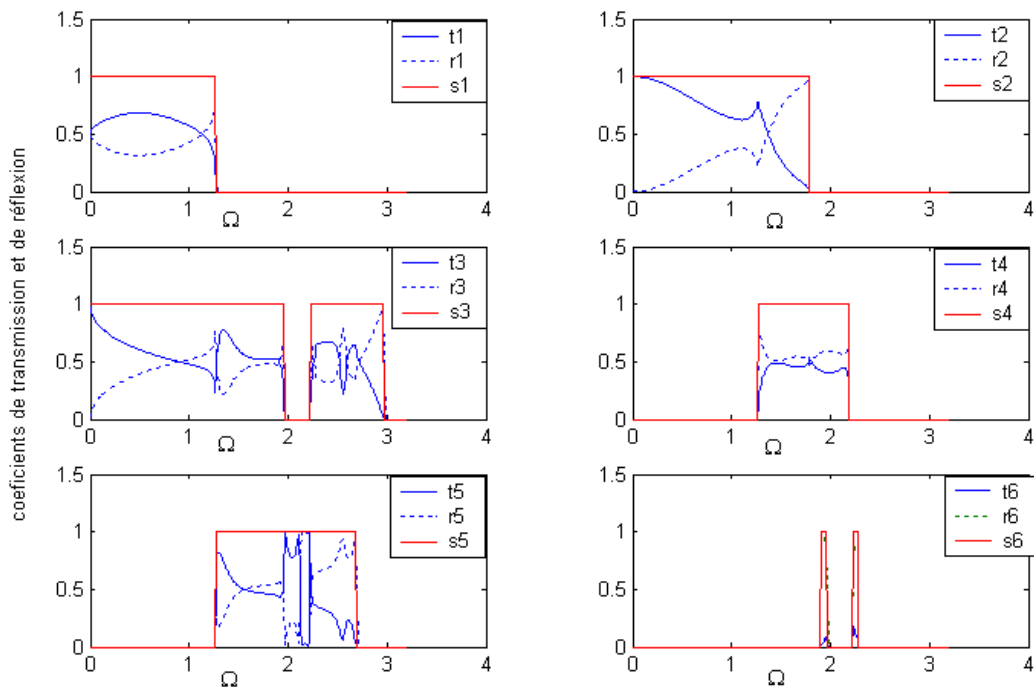 coeficients de transmission et de réflexion
1.5
1
0.5
0
0 1 2 3 4
Ω
t1
r1
s1
1.5
1
0.5
0
0 1 2 3 4
Ω
t2
r2
s2
1.5
1
0.5
0
0 1 2 3 4
Ω
t3
r3
s3
1.5
1
0.5
0
0 1 2 3 4
Ω
t4
r4
s4
1.5
1
0.5
0
0 1 2 3 4
Ω
t5
r5
s5
1.5
1
0.5
0
0 1 2 3 4
Ω
t6
r6
s6